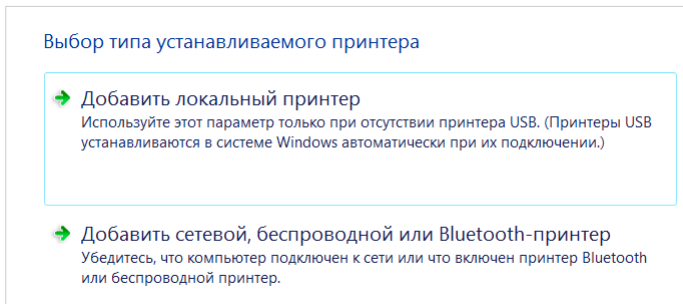 Выбор типа устанавливаемого принтера
Добавить локальный принтер
Используйте этот параметр только при отсутствии принтера USB. (Принтеры USB
устанавливаются в системе Windows автоматически при их подключении.)
Добавить сетевой, беспроводной или Bluetooth-принтер
Убедитесь, что компьютер подключен к сети или что включен принтер Bluetooth
или беспроводной принтер.